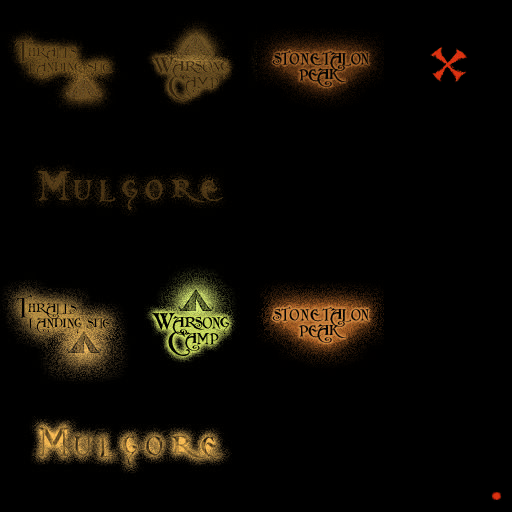 Thrall's
Landing Site
Warsong
Camp
Stonetalon
Peak
Mulgore
Thrall's
Landing Site
Warsong
Camp
Stonetalon
Peak
Mulgore